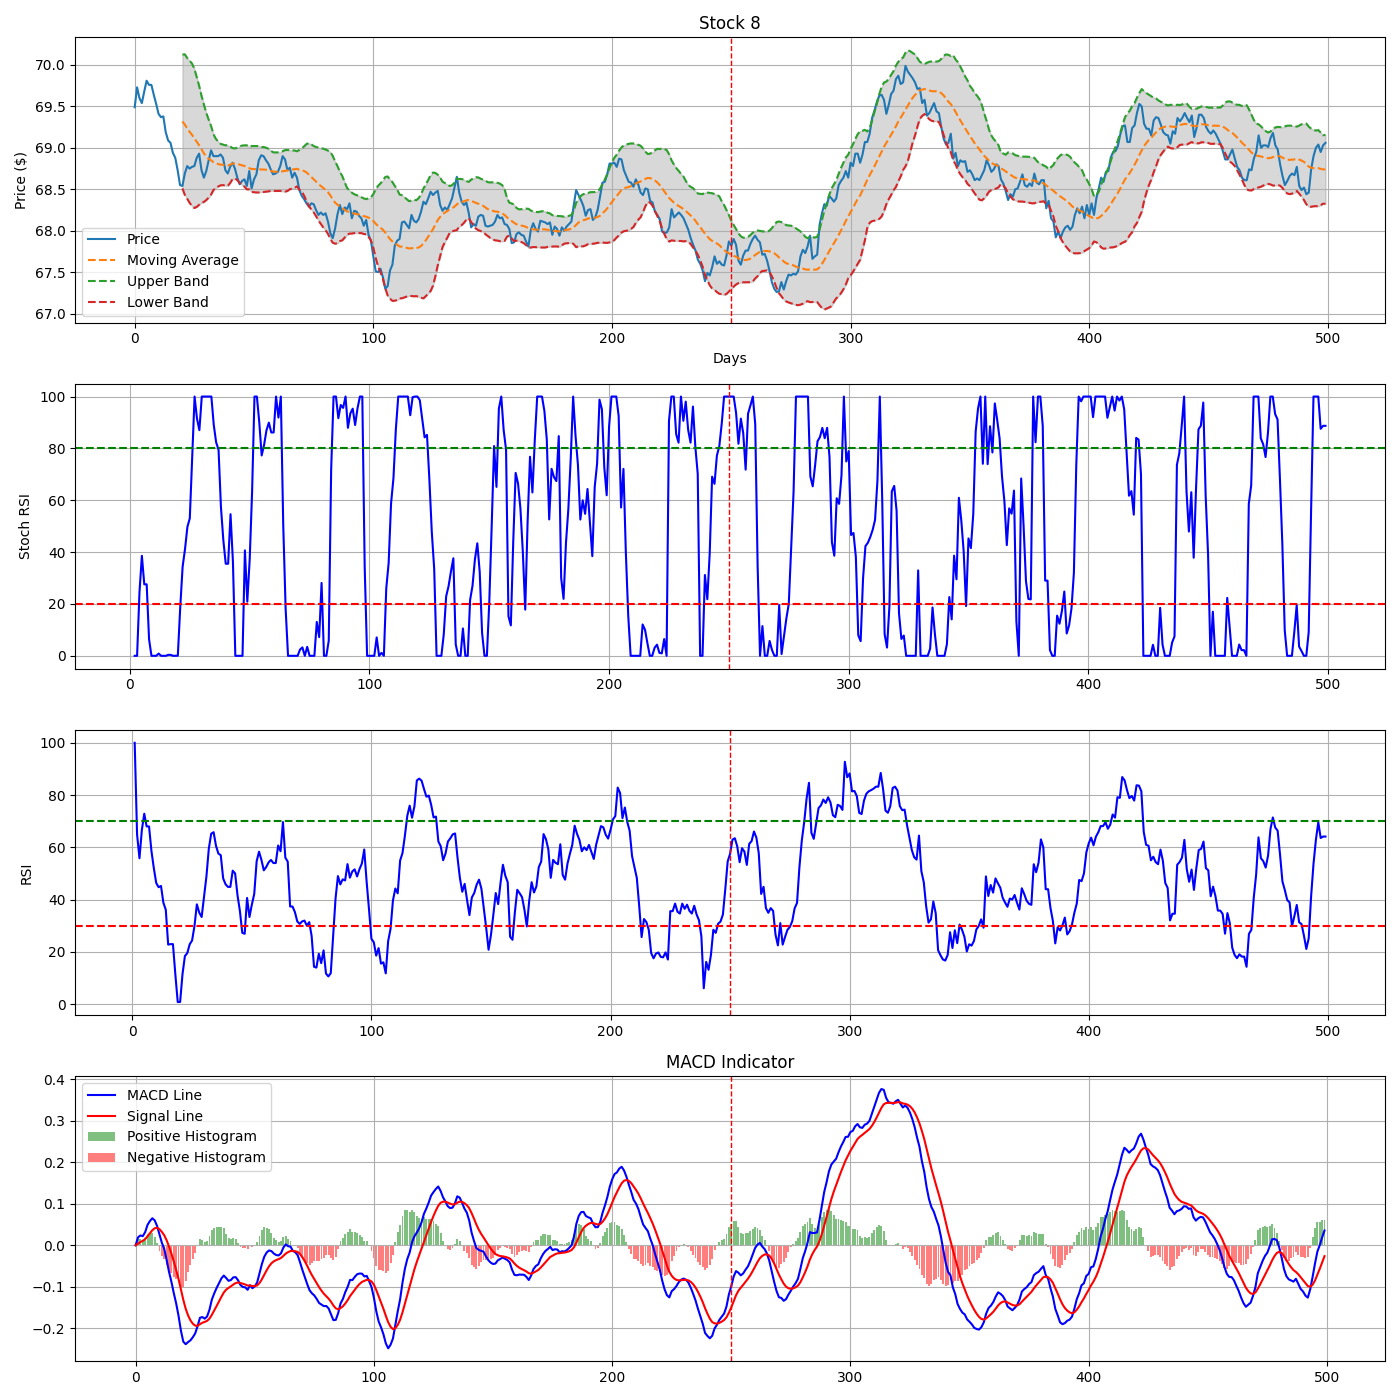 Stock 8
Price ($)
70.0
69.5
69.0
68.5
68.0
67.5
67.0
Price
Moving Average
Upper Band
Lower Band
0 100 200 300 400 500
Days
Stoch RSI
100
80
60
40
20
0
0 100 200 300 400 500
RSI
100
80
60
40
20
0
0 100 200 300 400 500
MACD Indicator
0.4
0.3
0.2
0.1
0.0
−0.1
−0.2
MACD Line
Signal Line
Positive Histogram
Negative Histogram
0 100 200 300 400 500